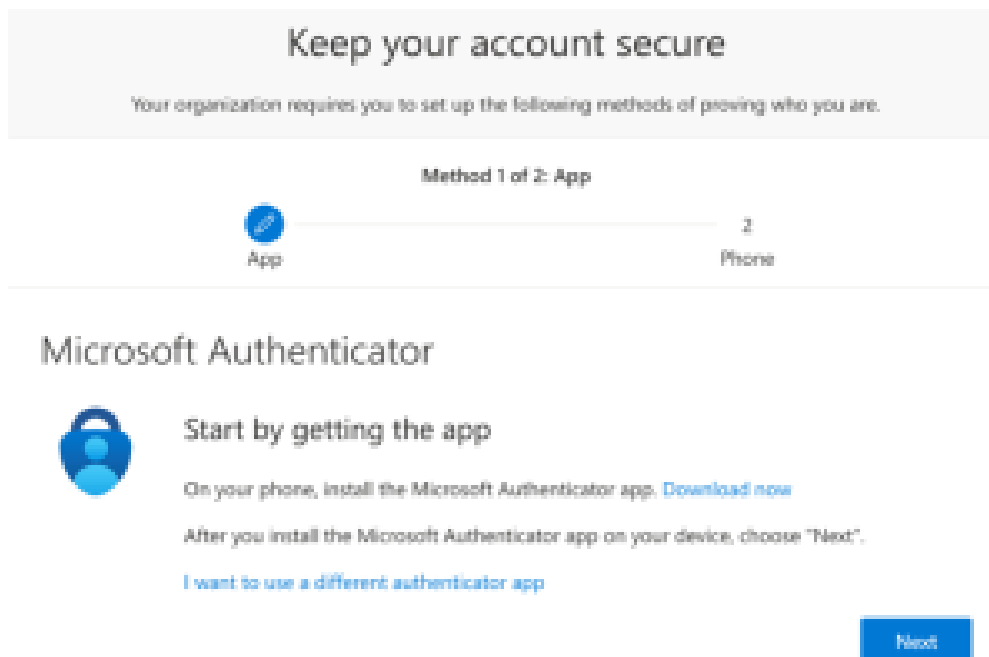 Keep your account secure
Your organization requires you to set up the following methods of proving who you are.
Method 1 of 2: App
2
App
Phone
Microsoft Authenticator
Start by getting the app
On your phone, install the Microsoft Authenticator app. Download now
After you install the Microsoft Authenticator app on your device, choose "Next".
I want to use a different authenticator app
Next